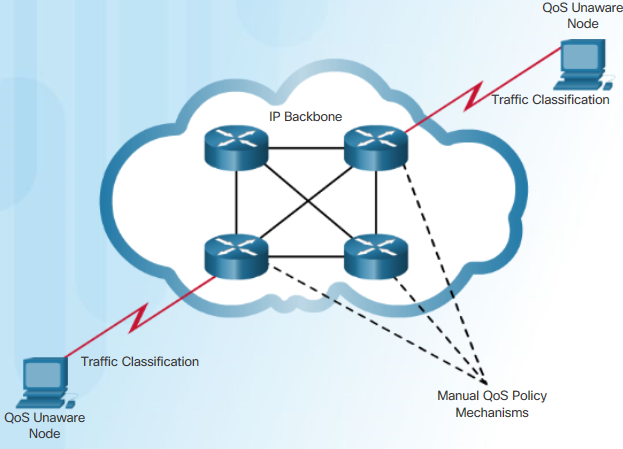 QoS Unaware
Node
Traffic Classification
IP Backbone
Traffic Classification
QoS Unaware
Node
Manual QoS Policy
Mechanisms